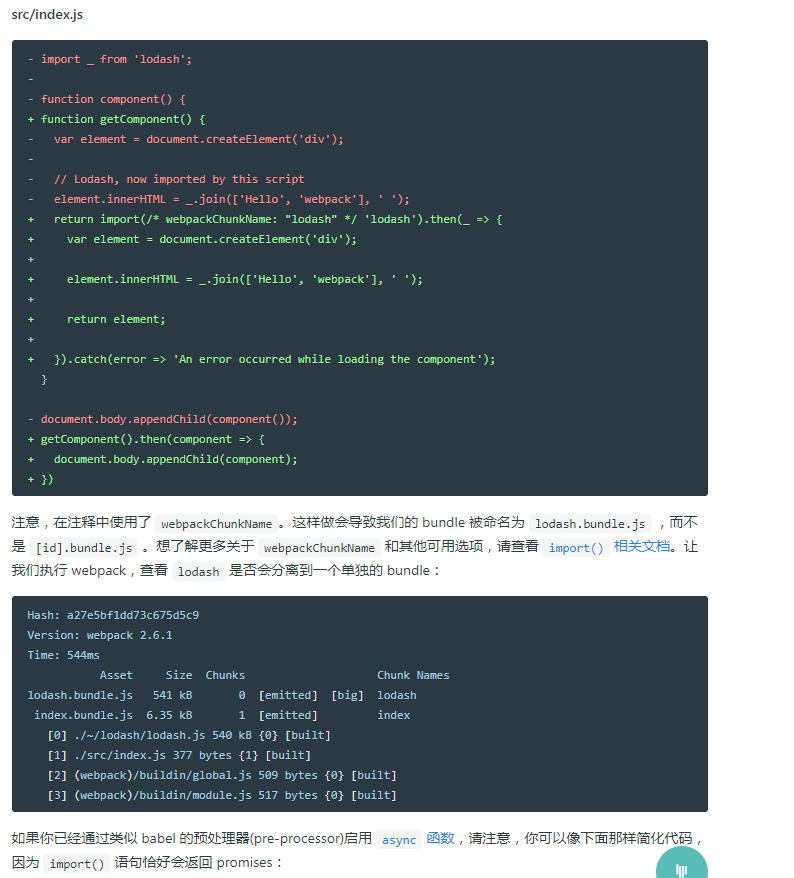 src/index.js
- import _ from 'lodash';
-
- function component() {
+ function getComponent() {
-   var element = document.createElement('div');
-
-   // Lodash, now imported by this script
-   element.innerHTML = _.join(['Hello', 'webpack'], ' ');
+   return import(/* webpackChunkName: "lodash" */ 'lodash').then(_ => {
+     var element = document.createElement('div');
+
+     element.innerHTML = _.join(['Hello', 'webpack'], ' ');
+
+     return element;
+
+   }).catch(error => 'An error occurred while loading the component');
  }
- document.body.appendChild(component());
+ getComponent().then(component => {
+   document.body.appendChild(component);
+ })
注意，在注释中使用了 webpackChunkName 。这样做会导致我们的 bundle 被命名为 lodash.bundle.js ，而不
是 [id].bundle.js 。想了解更多关于 webpackChunkName 和其他可用选项，请查看 import() 相关文档。让
我们执行 webpack，查看 lodash 是否会分离到一个单独的 bundle：
Hash: a27e5bf1dd73c675d5c9
Version: webpack 2.6.1
Time: 544ms
           Asset     Size  Chunks                    Chunk Names
lodash.bundle.js   541 kB       0  [emitted]  [big]  lodash
 index.bundle.js  6.35 kB       1  [emitted]         index
   [0] ./~/lodash/lodash.js 540 kB {0} [built]
   [1] ./src/index.js 377 bytes {1} [built]
   [2] (webpack)/buildin/global.js 509 bytes {0} [built]
   [3] (webpack)/buildin/module.js 517 bytes {0} [built]
如果你已经通过类似 babel 的预处理器(pre-processor)启用 async 函数，请注意，你可以像下面那样简化代码，
因为 import() 语句恰好会返回 promises：